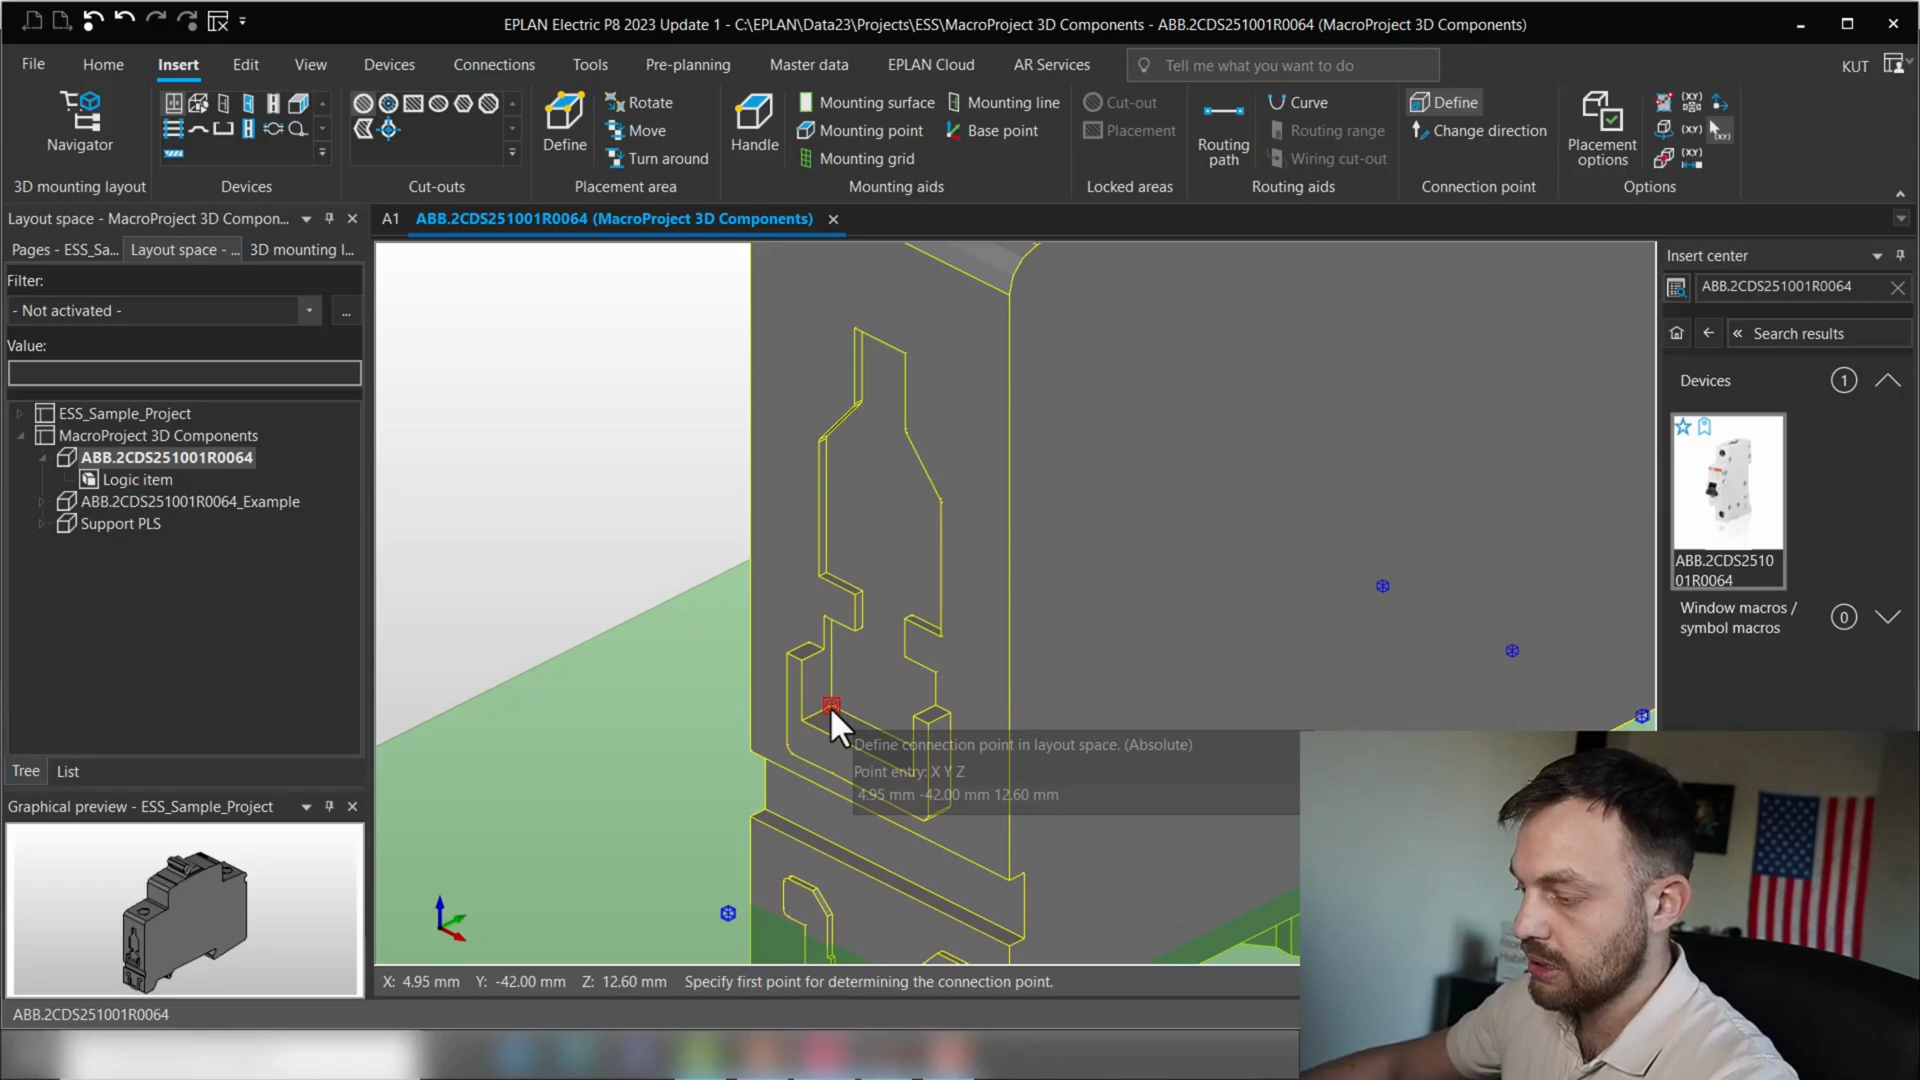 EPLAN Electric P8 2023 Update 1 - C:\EPLAN\Data23\Projects\ESS\MacroProject 3D Components - ABB.2CDS251001R0064 (MacroProject 3D Components)
File Home Insert Edit View Devices Connections Tools Pre-planning Master data EPLAN Cloud AR Services Tell me what you want to do KUT
Rotate Mounting surface Mounting line Cut-out Curve Define
Move Mounting point Base point Placement Routing range Change direction
Navigator Define Handle Routing path Placement options
Turn around Mounting grid Wiring cut-out
3D mounting layout Devices Cut-outs Placement area Mounting aids Locked areas Routing aids Connection point Options
Layout space - MacroProject 3D Compon...
A1 ABB.2CDS251001R0064 (MacroProject 3D Components)
Pages - ESS_Sa... Layout space - ... 3D mounting l...
Filter:
- Not activated -
...
Value:
ESS_Sample_Project
MacroProject 3D Components
ABB.2CDS251001R0064
Logic item
ABB.2CDS251001R0064_Example
Support PLS
Tree List
Graphical preview - ESS_Sample_Project
ABB.2CDS251001R0064
Define connection point in layout space. (Absolute)
Point entry: X Y Z
4.95 mm -42.00 mm 12.60 mm
X: 4.95 mm Y: -42.00 mm Z: 12.60 mm Specify first point for determining the connection point.
Insert center
ABB.2CDS251001R0064
« Search results
Devices 1
ABB.2CDS2510
01R0064
Window macros /
symbol macros
0